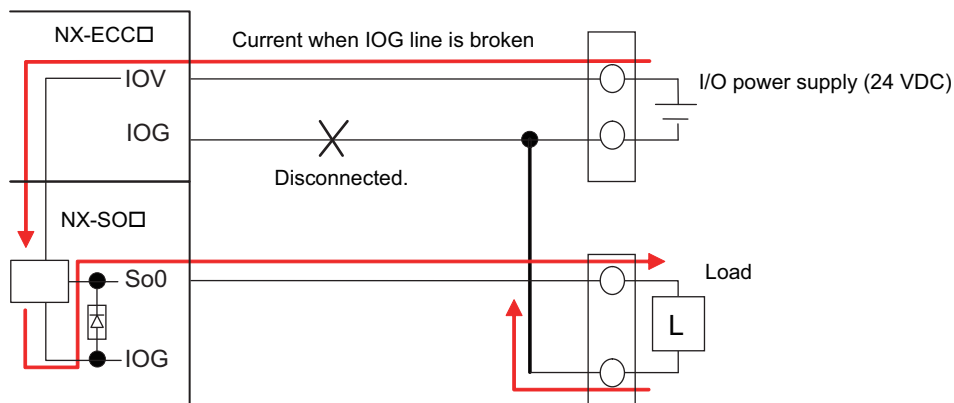 NX-ECC□
Current when IOG line is broken
IOV
I/O power supply (24 VDC)
IOG
Disconnected.
NX-SO□
So0
Load
L
IOG